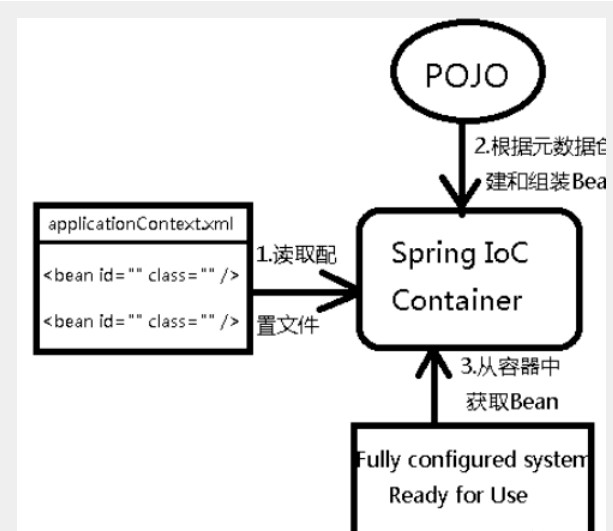 POJO
2.根据元数据
建和组装Bea
applicationContext.xml
<bean id="" class="" />
<bean id="" class="" />
1.读取配
置文件
Spring IoC
Container
3.从容器中
获取Bean
Fully configured system
Ready for Use